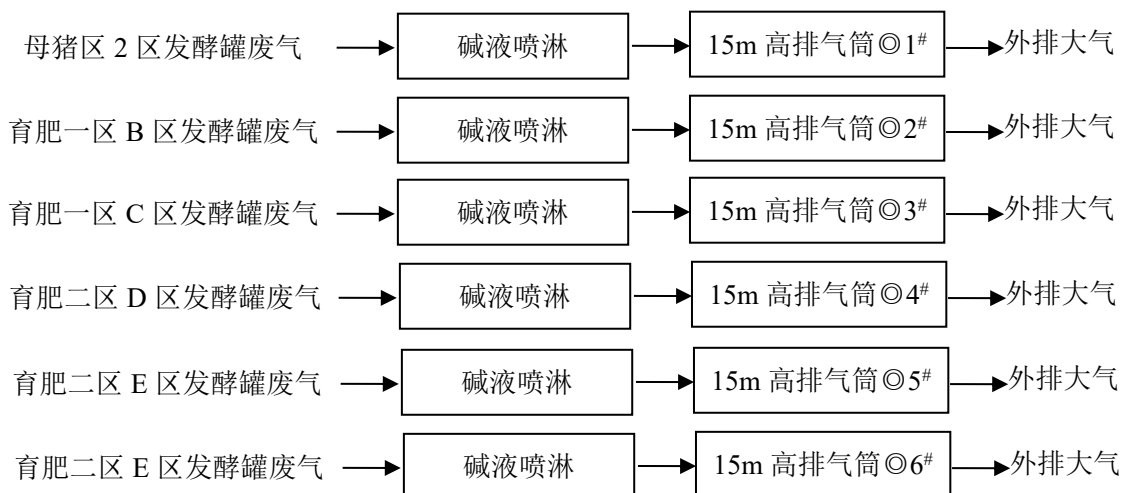 母猪区 2 区发酵罐废气 碱液喷淋 15m 高排气筒◎1# 外排大气
育肥一区 B 区发酵罐废气 碱液喷淋 15m 高排气筒◎2# 外排大气
育肥一区 C 区发酵罐废气 碱液喷淋 15m 高排气筒◎3# 外排大气
育肥二区 D 区发酵罐废气 碱液喷淋 15m 高排气筒◎4# 外排大气
育肥二区 E 区发酵罐废气 碱液喷淋 15m 高排气筒◎5# 外排大气
育肥二区 E 区发酵罐废气 碱液喷淋 15m 高排气筒◎6# 外排大气